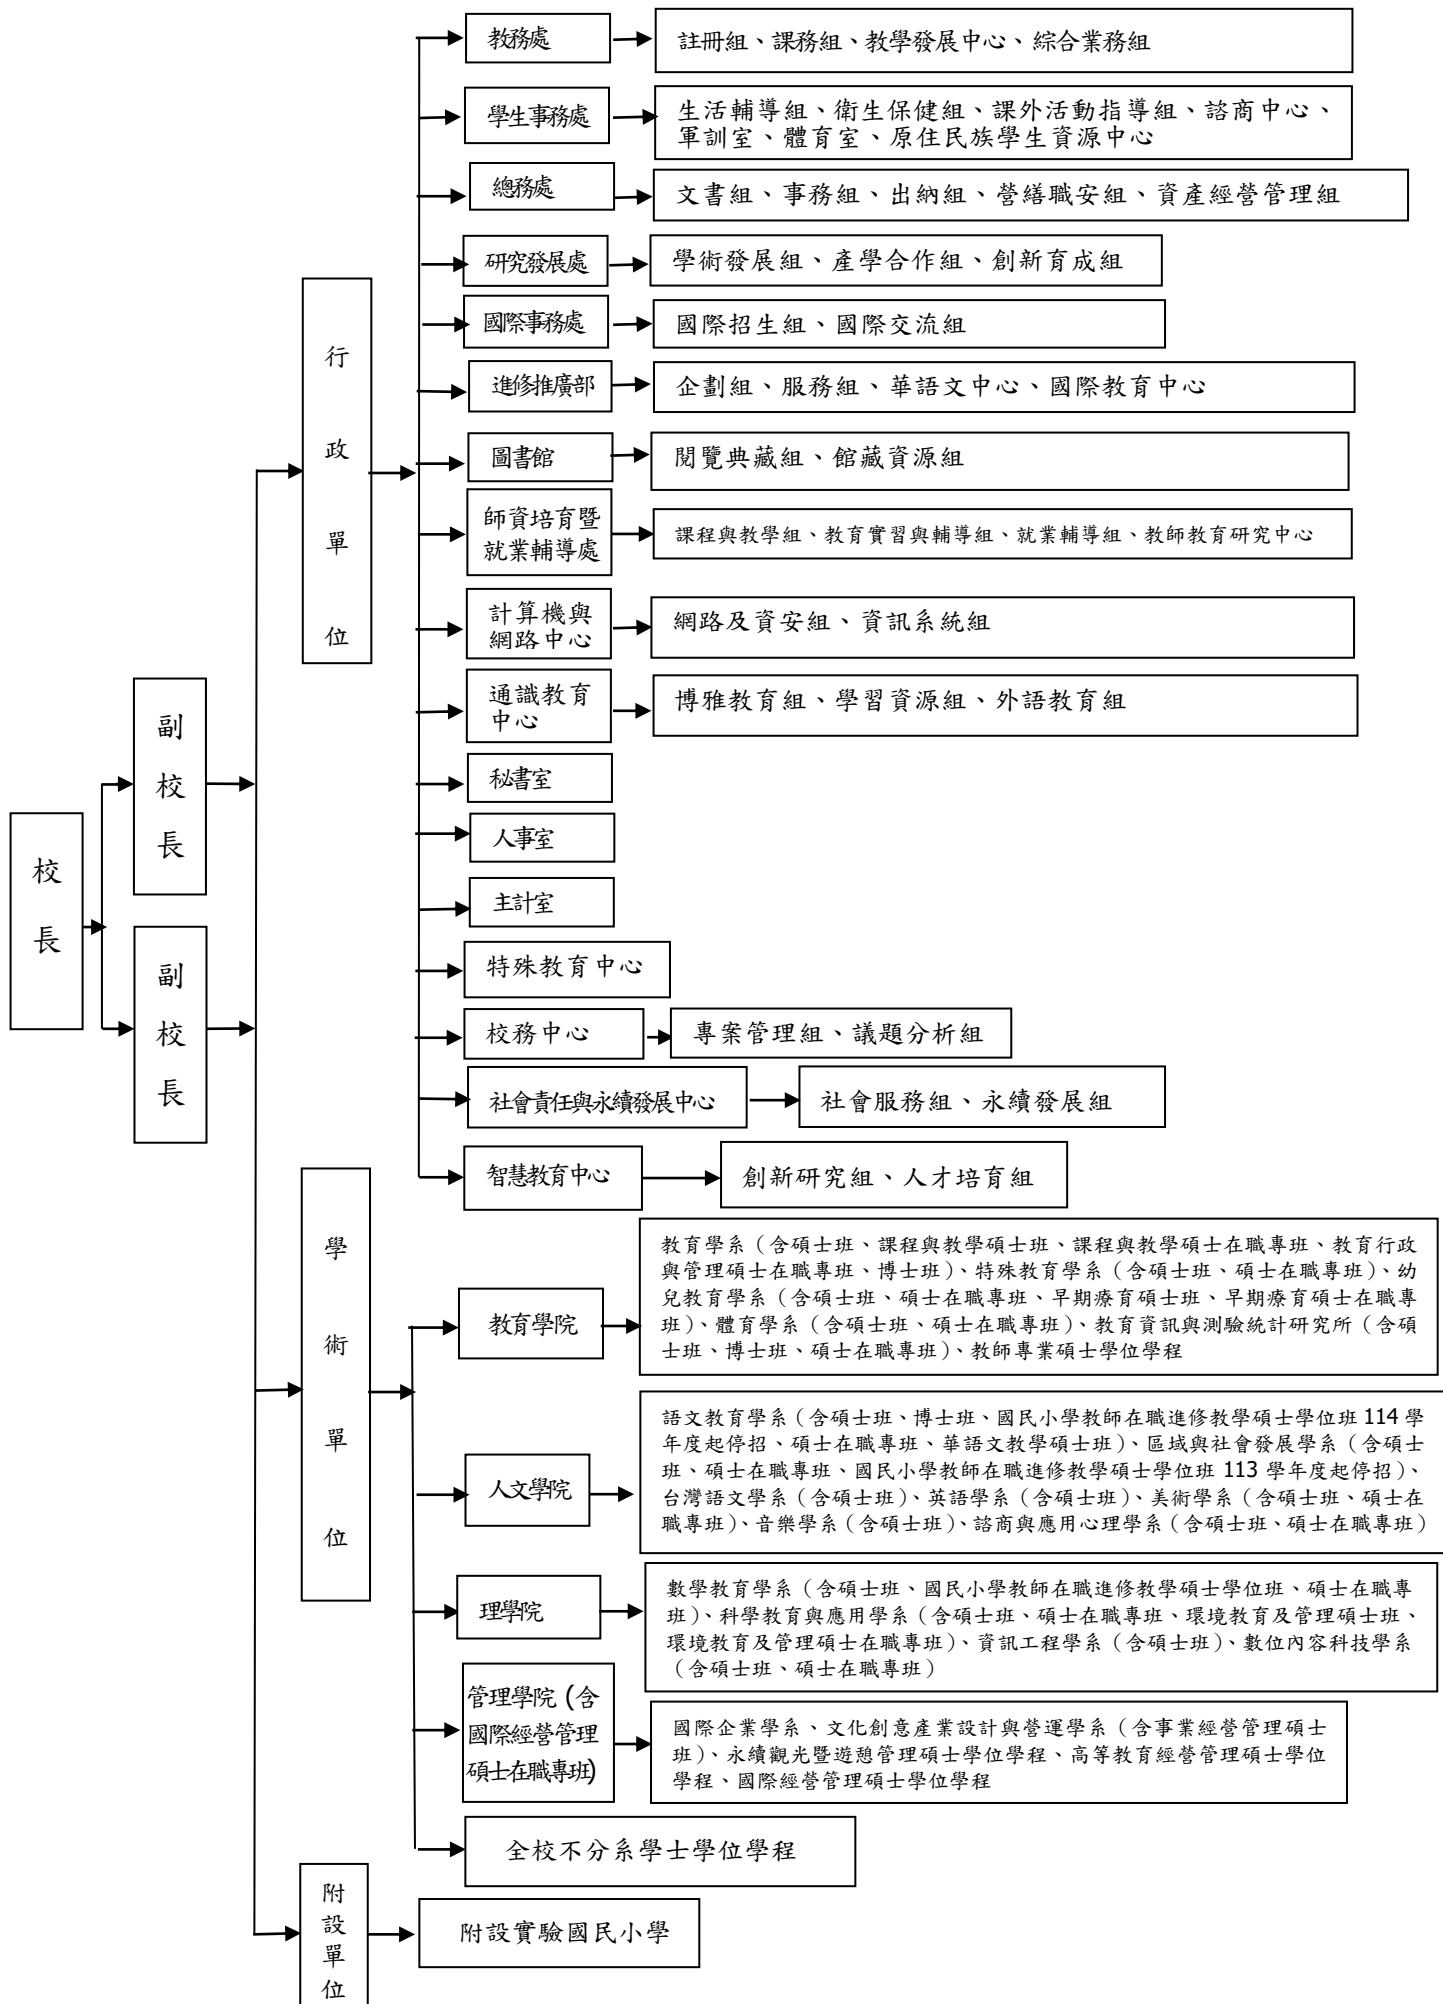 校長
副校長
副校長
行政單位
教務處
註冊組、課務組、教學發展中心、綜合業務組
學生事務處
生活輔導組、衛生保健組、課外活動指導組、諮商中心、
軍訓室、體育室、原住民族學生資源中心
總務處
文書組、事務組、出納組、營繕職安組、資產經營管理組
研究發展處
學術發展組、產學合作組、創新育成組
國際事務處
國際招生組、國際交流組
進修推廣部
企劃組、服務組、華語文中心、國際教育中心
圖書館
閱覽典藏組、館藏資源組
師資培育暨
就業輔導處
課程與教學組、教育實習與輔導組、就業輔導組、教師教育研究中心
計算機與
網路中心
網路及資安組、資訊系統組
通識教育
中心
博雅教育組、學習資源組、外語教育組
秘書室
人事室
主計室
特殊教育中心
校務中心
專案管理組、議題分析組
社會責任與永續發展中心
社會服務組、永續發展組
智慧教育中心
創新研究組、人才培育組
學術單位
教育學院
教育學系（含碩士班、課程與教學碩士班、課程與教學碩士在職專班、教育行政
與管理碩士在職專班、博士班）、特殊教育學系（含碩士班、碩士在職專班）、幼
兒教育學系（含碩士班、碩士在職專班、早期療育碩士班、早期療育碩士在職專
班）、體育學系（含碩士班、碩士在職專班）、教育資訊與測驗統計研究所（含碩
士班、博士班、碩士在職專班）、教師專業碩士學位學程
人文學院
語文教育學系（含碩士班、博士班、國民小學教師在職進修教學碩士學位班 114 學
年度起停招、碩士在職專班、華語文教學碩士班）、區域與社會發展學系（含碩士
班、碩士在職專班、國民小學教師在職進修教學碩士學位班 113 學年度起停招）、
台灣語文學系（含碩士班）、英語學系（含碩士班）、美術學系（含碩士班、碩士在
職專班）、音樂學系（含碩士班）、諮商與應用心理學系（含碩士班、碩士在職專班）
理學院
數學教育學系（含碩士班、國民小學教師在職進修教學碩士學位班、碩士在職專
班）、科學教育與應用學系（含碩士班、碩士在職專班、環境教育及管理碩士班、
環境教育及管理碩士在職專班）、資訊工程學系（含碩士班）、數位內容科技學系
（含碩士班、碩士在職專班）
管理學院 (含
國際經營管理
碩士在職專班)
國際企業學系、文化創意產業設計與營運學系（含事業經營管理碩士
班）、永續觀光暨遊憩管理碩士學位學程、高等教育經營管理碩士學位
學程、國際經營管理碩士學位學程
全校不分系學士學位學程
附設單位
附設實驗國民小學